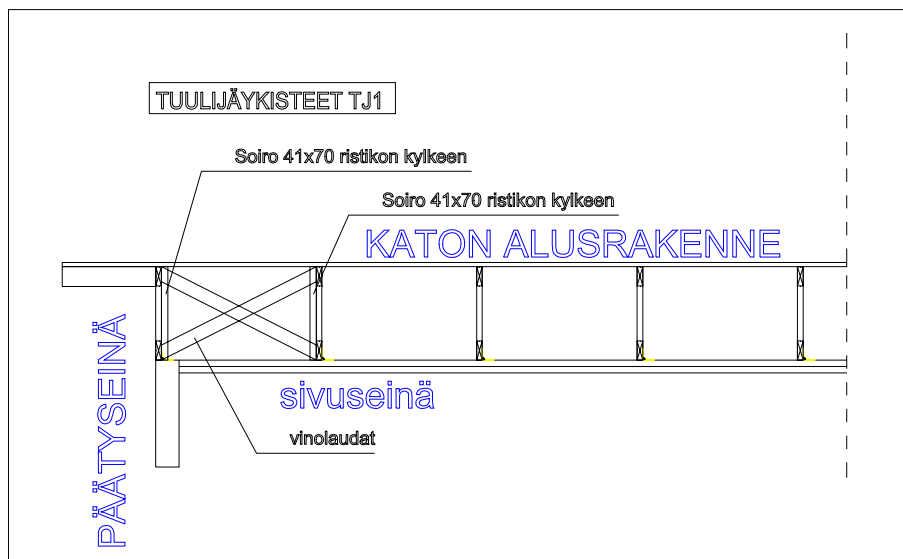 TUULIJÄYKISTEET TJ1
Soiro 41x70 ristikon kylkeen
Soiro 41x70 ristikon kylkeen
KATON ALUSRAKENNE
PÄÄTYSEINÄ
sivuseinä
vinolaudat